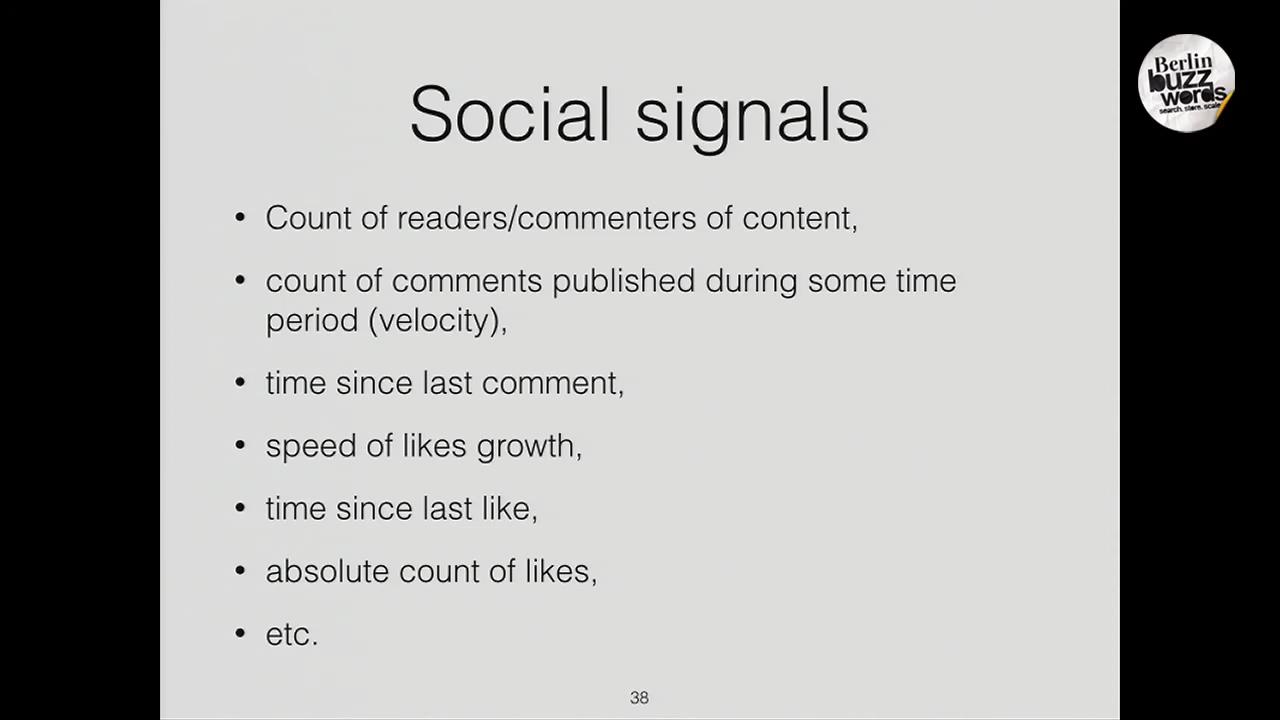 Social signals
• Count of readers/commenters of content,
• count of comments published during some time
period (velocity),
• time since last comment,
• speed of likes growth,
• time since last like,
• absolute count of likes,
• etc.
38
Berlin
buzz
words
search. store. scale